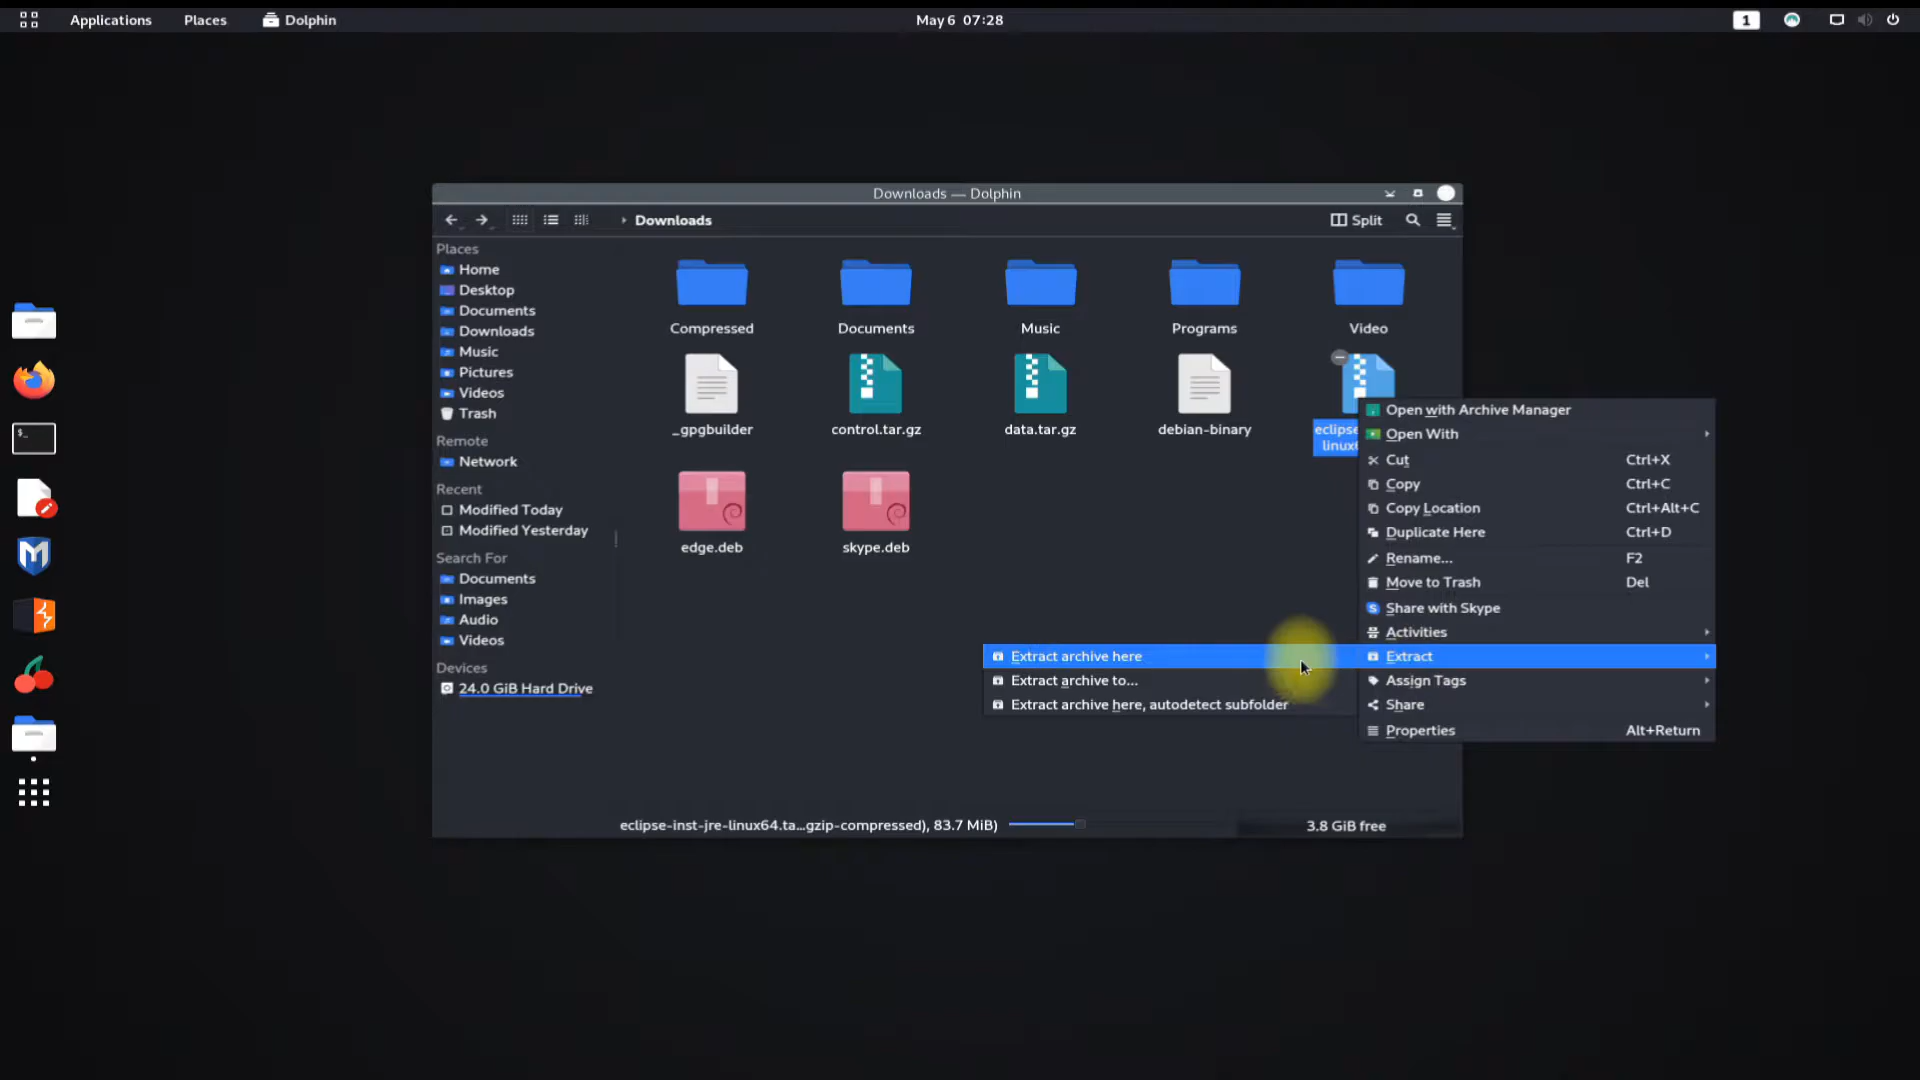 Applications Places Dolphin May 6 07:28 1
Downloads — Dolphin
Downloads Split
Places
Home
Desktop
Documents
Downloads
Music
Pictures
Videos
Trash
Remote
Network
Recent
Modified Today
Modified Yesterday
Search For
Documents
Images
Audio
Videos
Devices
24.0 GiB Hard Drive
Compressed Documents Music Programs Video
_gpgbuilder control.tar.gz data.tar.gz debian-binary eclipse
linux
edge.deb skype.deb
Open with Archive Manager
Open With
Cut Ctrl+X
Copy Ctrl+C
Copy Location Ctrl+Alt+C
Duplicate Here Ctrl+D
Rename... F2
Move to Trash Del
Share with Skype
Activities
Extract
Assign Tags
Share
Properties Alt+Return
Extract archive here
Extract archive to...
Extract archive here, autodetect subfolder
eclipse-inst-jre-linux64.ta...gzip-compressed), 83.7 MiB) 3.8 GiB free
$_